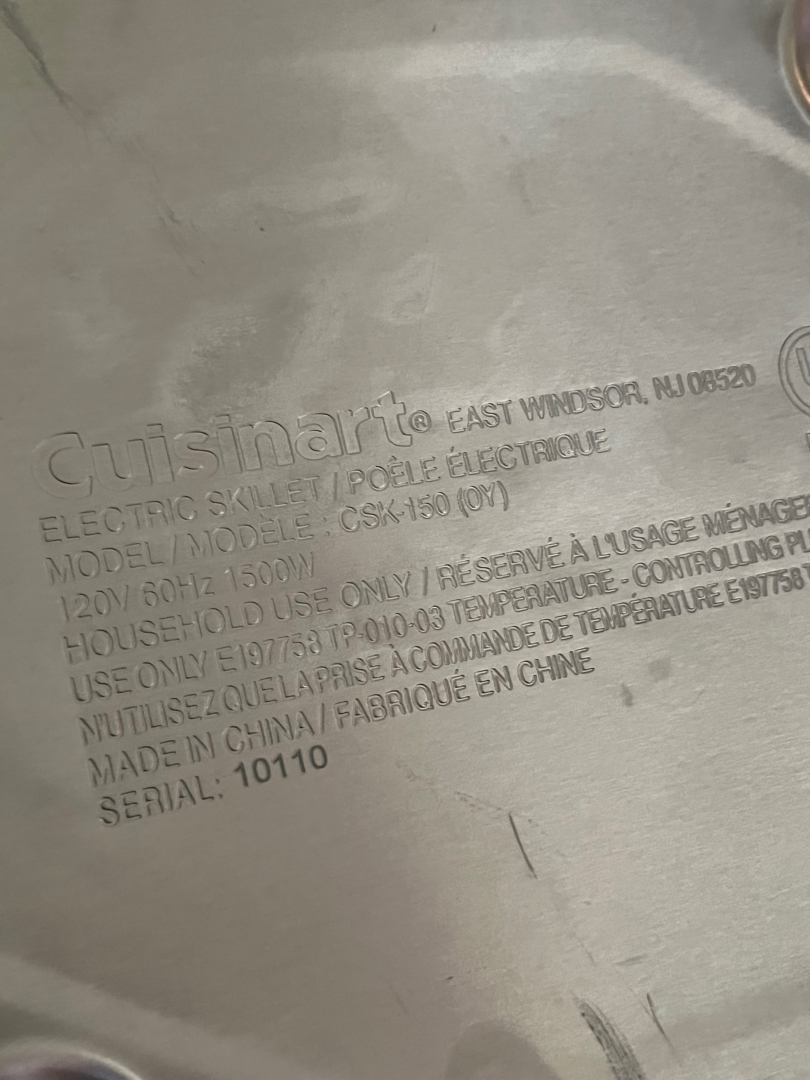 Cuisinart® EAST WINDSOR, NJ 08520
ELECTRIC SKILLET / POÊLE ÉLECTRIQUE
MODEL / MODÈLE : CSK-150 (OY)
120V 60Hz 1500W
HOUSEHOLD USE ONLY / RÉSERVÉ À L'USAGE MÉNAGE
USE ONLY E197758 TP-010-03 TEMPERATURE - CONTROLLING PL
N'UTILISEZ QUE LA PRISE À COMMANDE DE TEMPÉRATURE E197758
MADE IN CHINA / FABRIQUÉ EN CHINE
SERIAL: 10110